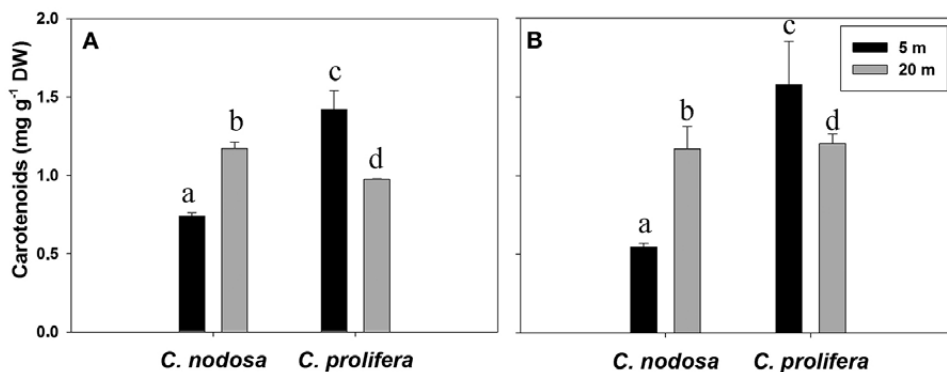 Carotenoids (mg g⁻¹ DW)
2.0
1.5
1.0
0.5
0.0
A
a
b
c
d
C. nodosa C. prolifera
B
a
b
c
d
5 m
20 m
C. nodosa C. prolifera